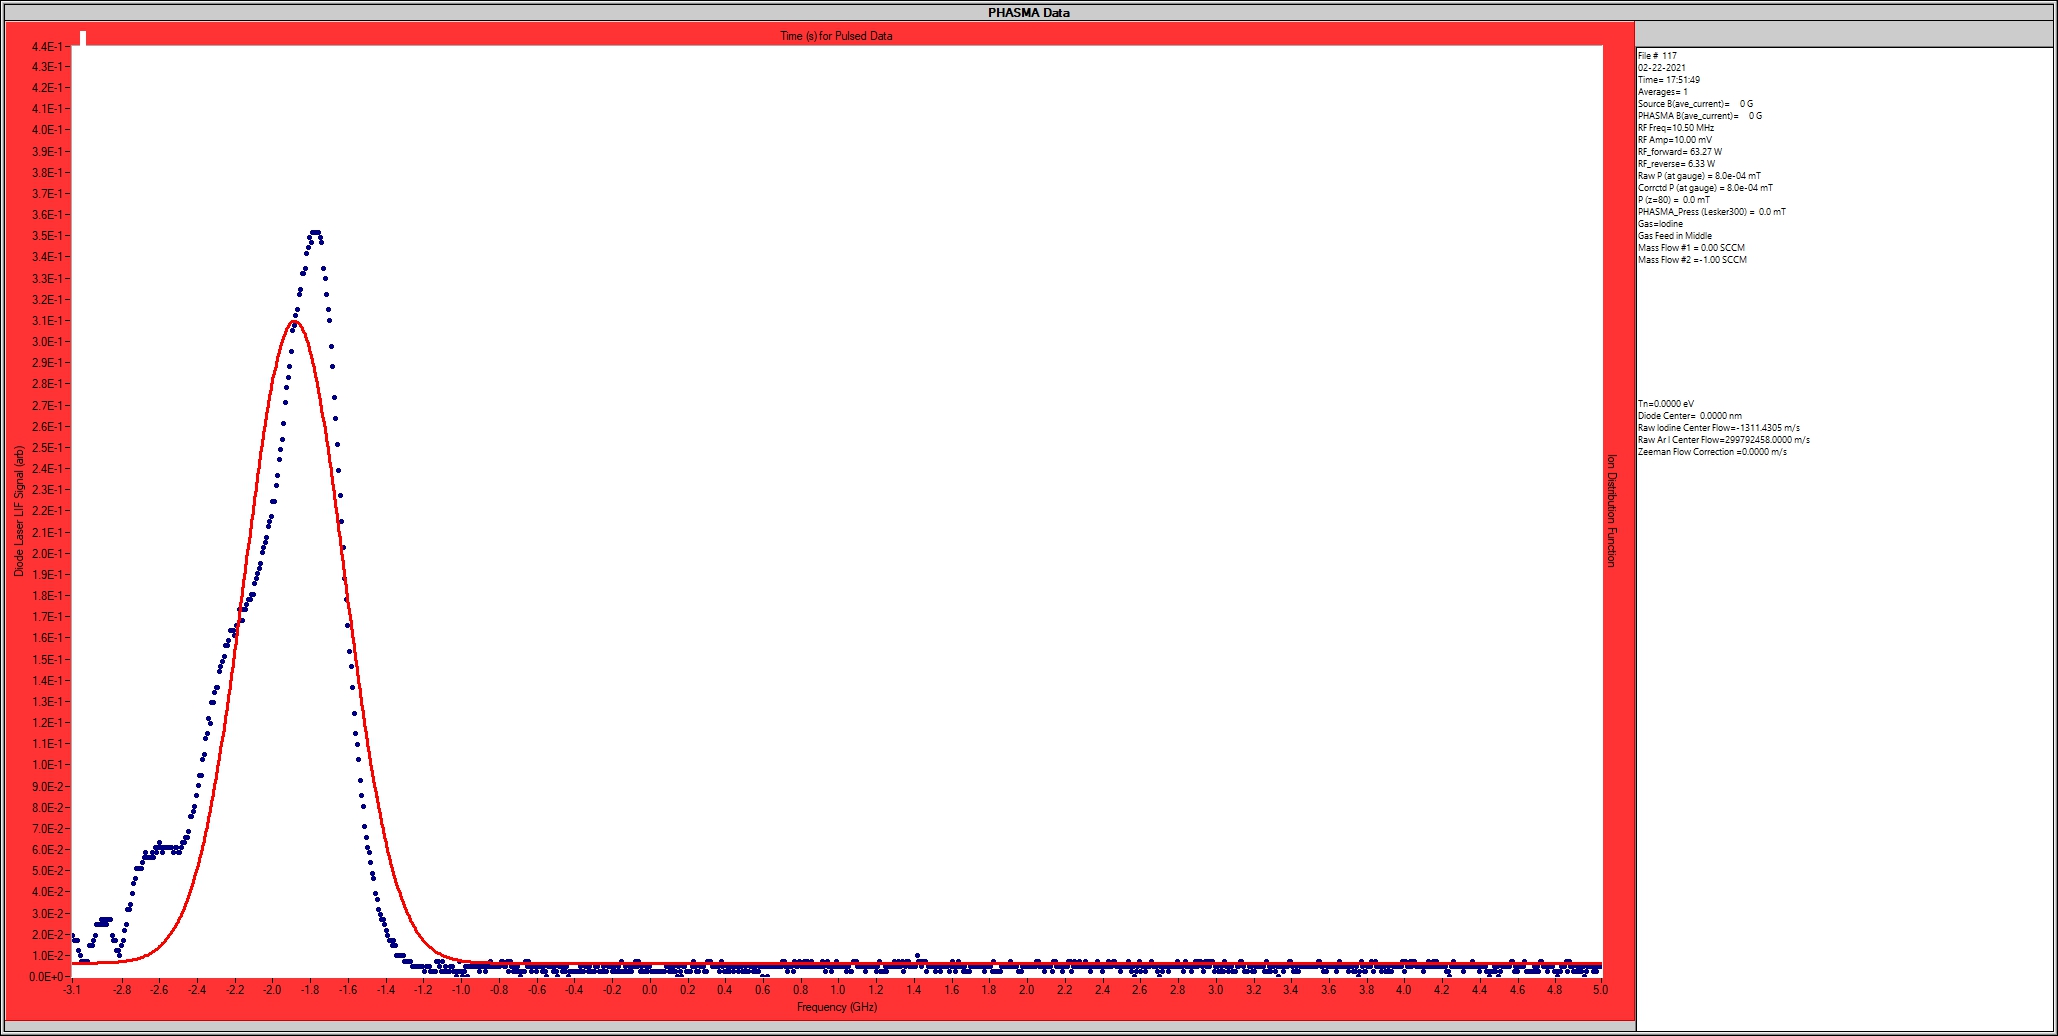 PHASMA Data
Time (s) for Pulsed Data
4.4E-1
4.3E-1
4.2E-1
4.1E-1
4.0E-1
3.9E-1
3.8E-1
3.7E-1
3.6E-1
3.5E-1
3.4E-1
3.3E-1
3.2E-1
3.1E-1
3.0E-1
2.9E-1
2.8E-1
2.7E-1
2.6E-1
2.5E-1
2.4E-1
2.3E-1
2.2E-1
2.1E-1
2.0E-1
1.9E-1
1.8E-1
1.7E-1
1.6E-1
1.5E-1
1.4E-1
1.3E-1
1.2E-1
1.1E-1
1.0E-1
9.0E-2
8.0E-2
7.0E-2
6.0E-2
5.0E-2
4.0E-2
3.0E-2
2.0E-2
1.0E-2
0.0E+0
Diode Laser LIF Signal (arb)
-3.1 -2.8 -2.6 -2.4 -2.2 -2.0 -1.8 -1.6 -1.4 -1.2 -1.0 -0.8 -0.6 -0.4 -0.2 0.0 0.2 0.4 0.6 0.8 1.0 1.2 1.4 1.6 1.8 2.0 2.2 2.4 2.6 2.8 3.0 3.2 3.4 3.6 3.8 4.0 4.2 4.4 4.6 4.8 5.0
Frequency (GHz)
Ion Distribution Function
File # 117
02-22-2021
Time= 17:51:49
Averages= 1
Source B(ave_current)= 0 G
PHASMA B(ave_current)= 0 G
RF Freq=10.50 MHz
RF Amp=10.00 mV
RF_forward= 63.27 W
RF_reverse= 6.33 W
Raw P (at gauge) = 8.0e-04 mT
Corrctd P (at gauge) = 8.0e-04 mT
P (z=80) = 0.0 mT
PHASMA_Press (Lesker300) = 0.0 mT
Gas=Iodine
Gas Feed in Middle
Mass Flow #1 = 0.00 SCCM
Mass Flow #2 =-1.00 SCCM
Tn=0.0000 eV
Diode Center= 0.0000 nm
Raw Iodine Center Flow=-1311.4305 m/s
Raw Ar I Center Flow=299792458.0000 m/s
Zeeman Flow Correction =0.0000 m/s